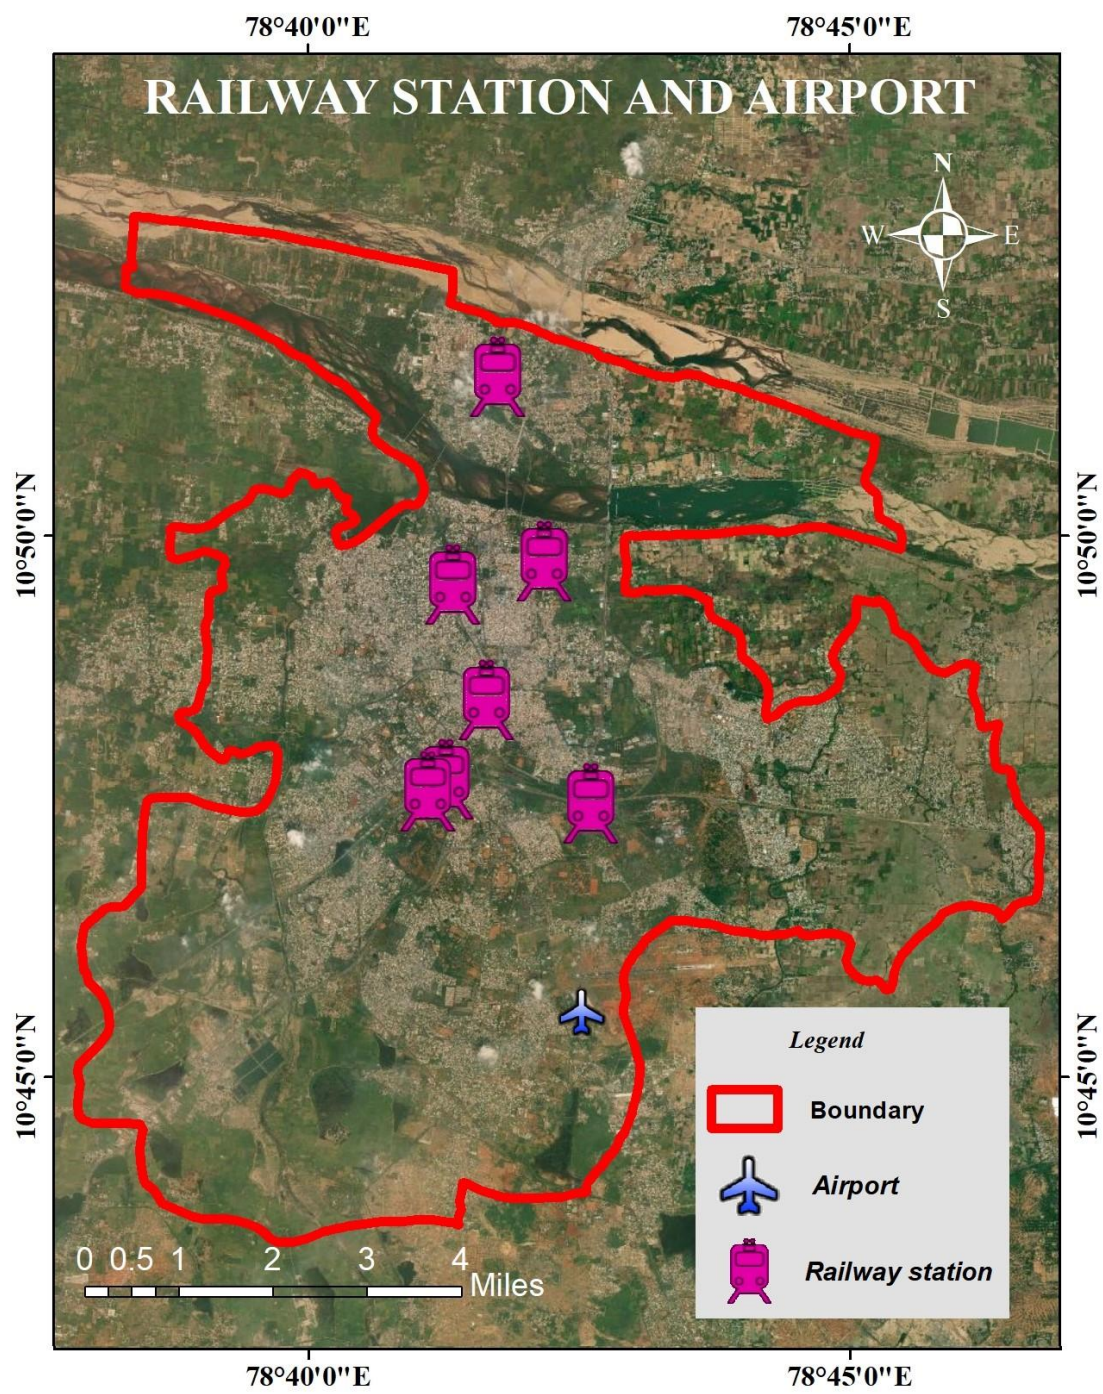 78°40'0"E 78°45'0"E
RAILWAY STATION AND AIRPORT
N
W E
S
10°50'0"N 10°50'0"N
10°45'0"N 10°45'0"N
Legend
Boundary
Airport
Railway station
0 0.5 1 2 3 4
Miles
78°40'0"E 78°45'0"E